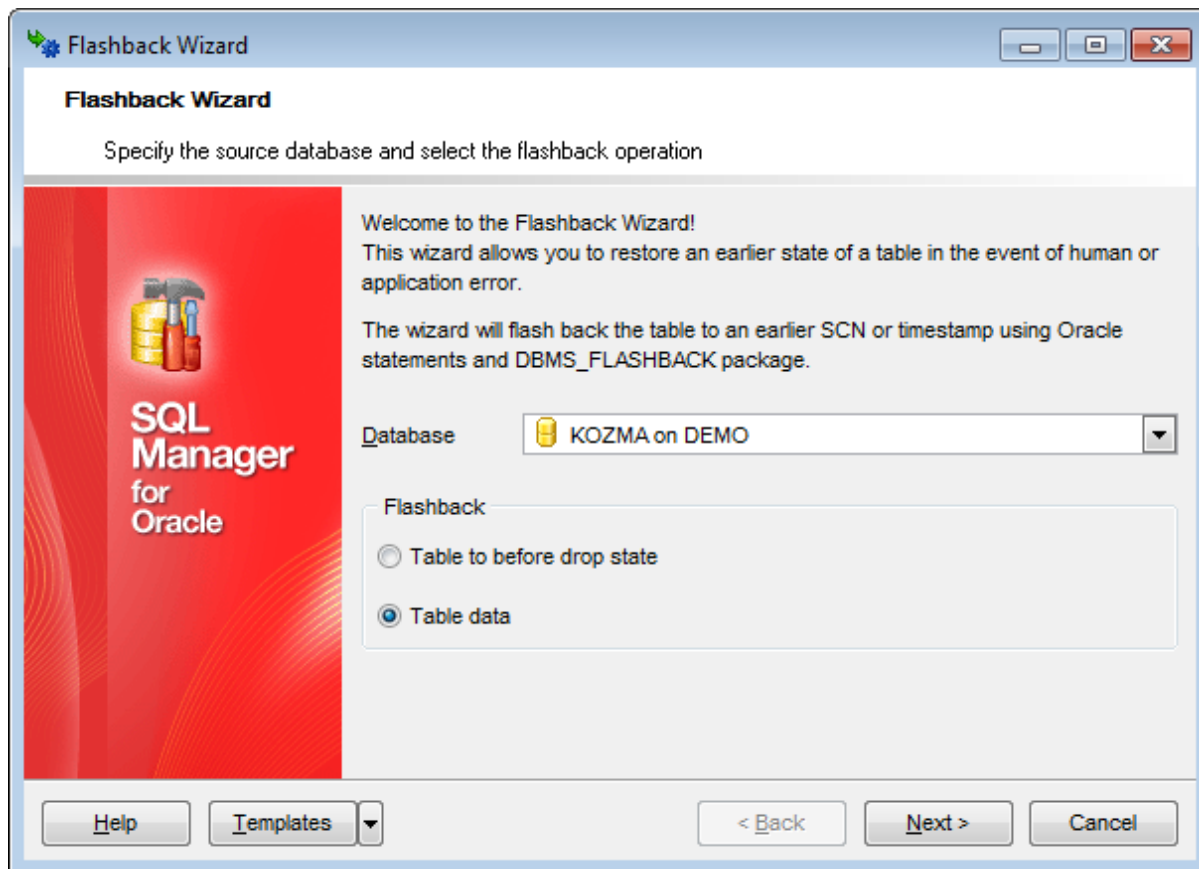 Flashback Wizard
Flashback Wizard
Specify the source database and select the flashback operation
Welcome to the Flashback Wizard!
This wizard allows you to restore an earlier state of a table in the event of human or
application error.
The wizard will flash back the table to an earlier SCN or timestamp using Oracle
statements and DBMS_FLASHBACK package.
SQL
Manager
for
Oracle
Database KOZMA on DEMO
Flashback
Table to before drop state
Table data
Help Templates < Back Next > Cancel